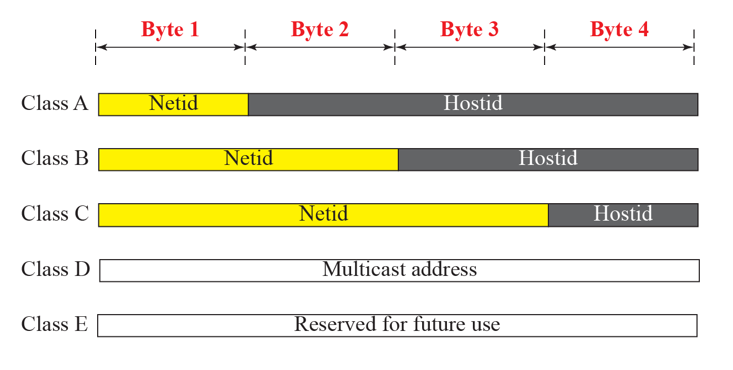 Byte 1 Byte 2 Byte 3 Byte 4
Class A Netid Hostid
Class B Netid Hostid
Class C Netid Hostid
Class D Multicast address
Class E Reserved for future use